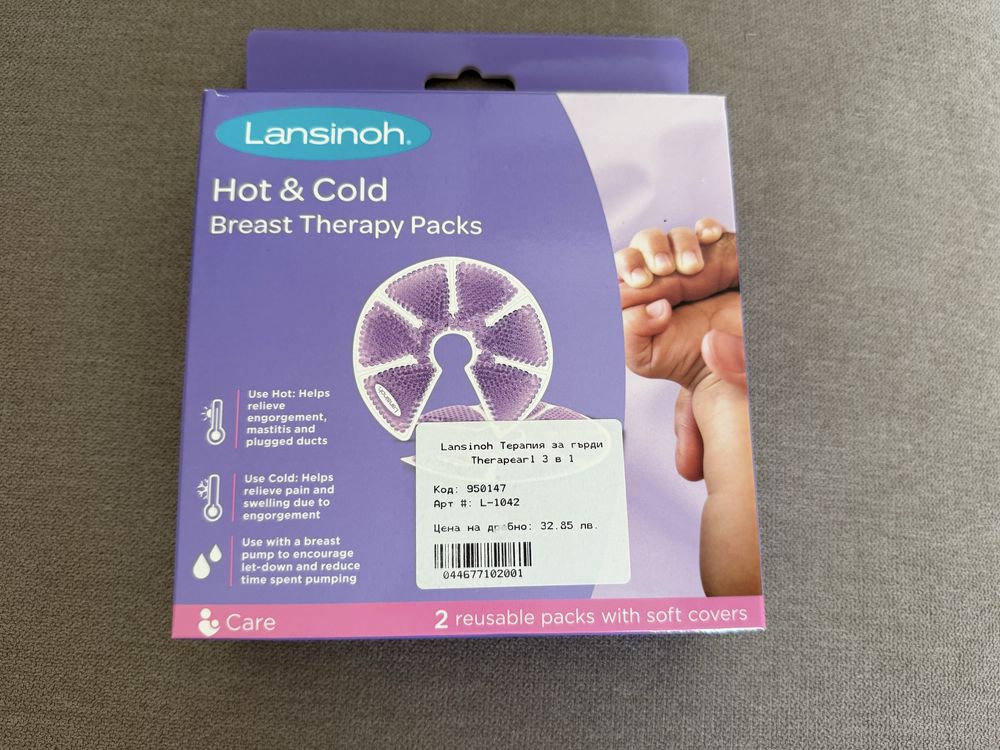 Lansinoh®
Hot & Cold
Breast Therapy Packs
Use Hot: Helps
relieve
engorgement,
mastitis and
plugged ducts
Use Cold: Helps
relieve pain and
swelling due to
engorgement
Use with a breast
pump to encourage
let-down and reduce
time spent pumping
Lansinoh
Lansinoh Терапия за гърди
Therapearl 3 в 1
Код: 950147
Арт #: L-1042
Цена на дребно: 32.85 лв.
044677102001
Care
2 reusable packs with soft covers